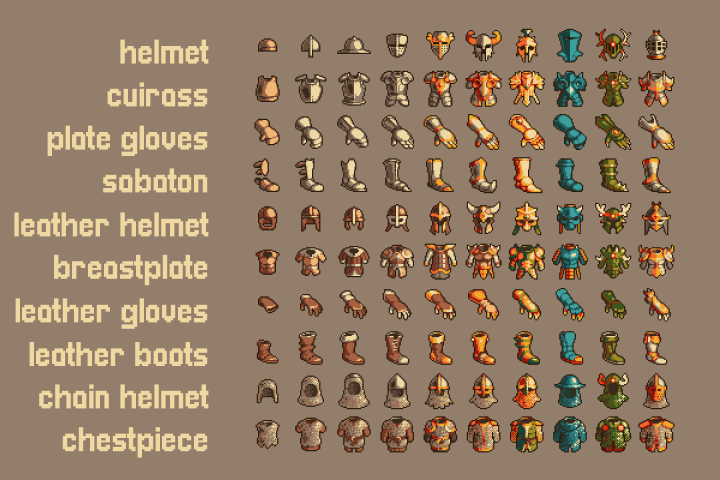 helmet
cuirass
plate gloves
sabaton
leather helmet
breastplate
leather gloves
leather boots
chain helmet
chestpiece